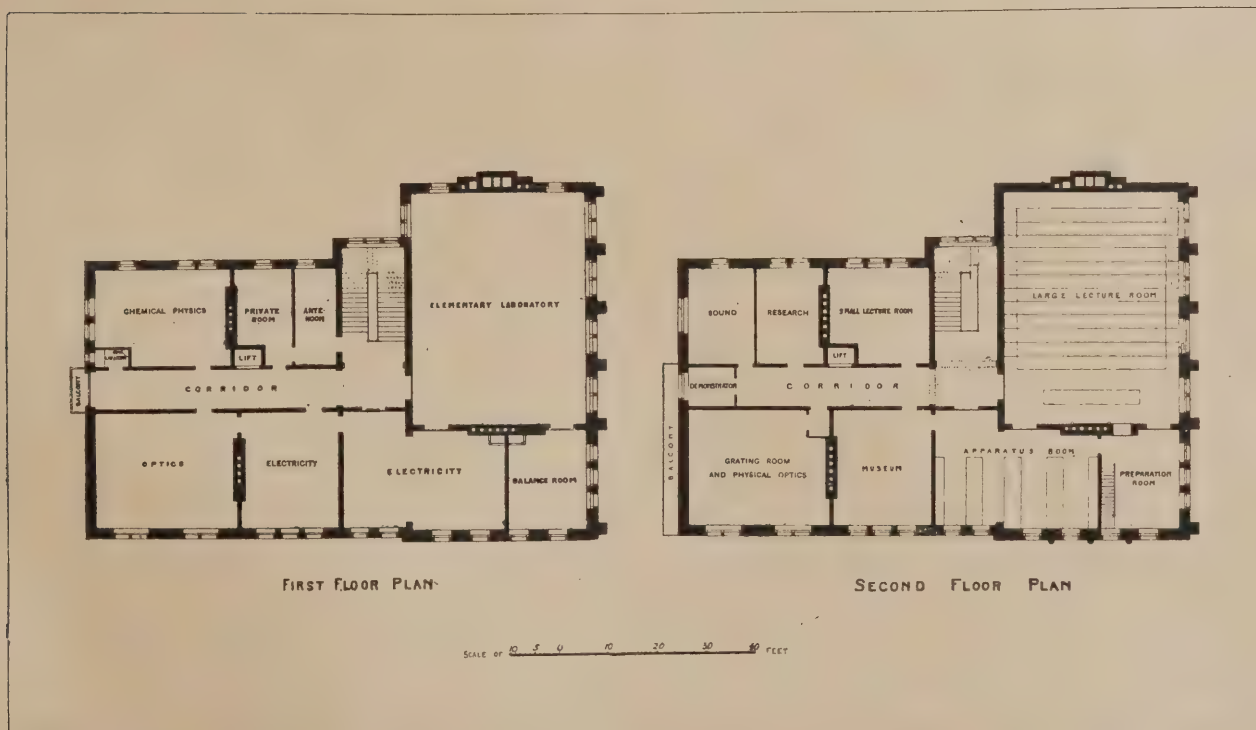 CHEMICAL PHYSICS
PRIVATE
ROOM
ANTE-
ROOM
LIFT
CORRIDOR
BALCONY
ELEMENTARY LABORATORY
OPTICS
ELECTRICITY
ELECTRICITY
BALANCE ROOM
FIRST FLOOR PLAN
SOUND
RESEARCH
SMALL LECTURE ROOM
LIFT
DEMONSTRATOR
CORRIDOR
LARGE LECTURE ROOM
BALCONY
GRATING ROOM
AND PHYSICAL OPTICS
MUSEUM
APPARATUS ROOM
PREPARATION
ROOM
SECOND FLOOR PLAN
SCALE OF 10 5 0 10 20 30 40 FEET